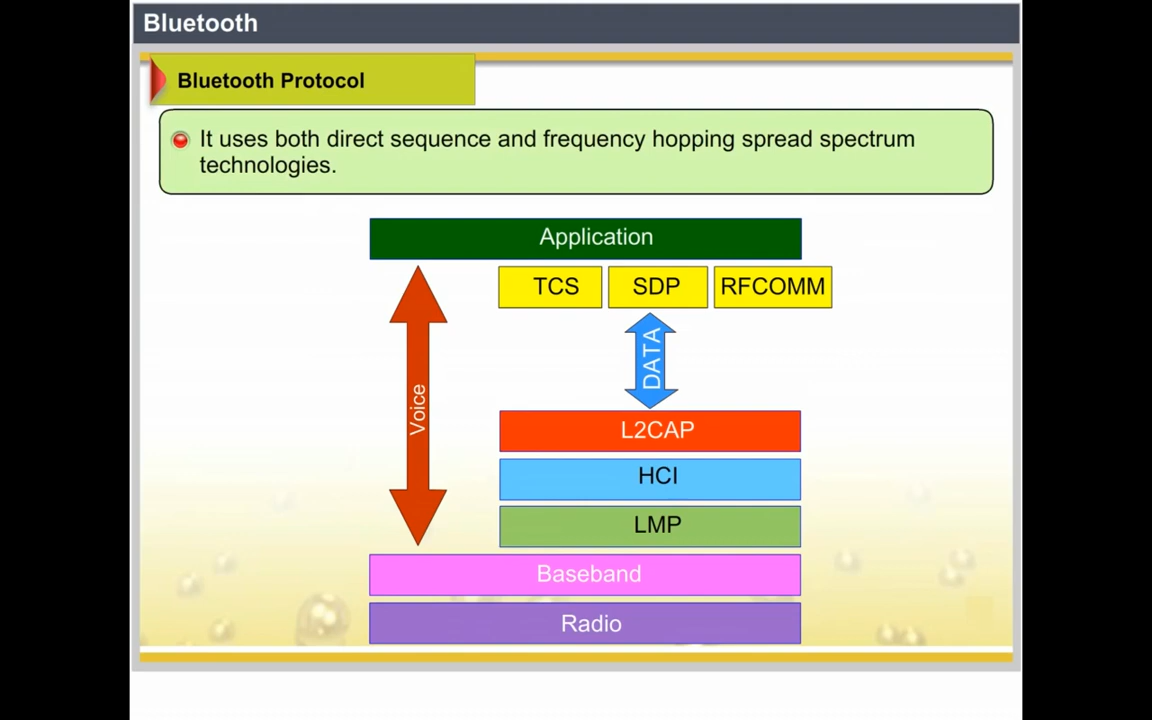 Bluetooth
Bluetooth Protocol
It uses both direct sequence and frequency hopping spread spectrum
technologies.
Application
TCS SDP RFCOMM
DATA
Voice
L2CAP
HCI
LMP
Baseband
Radio